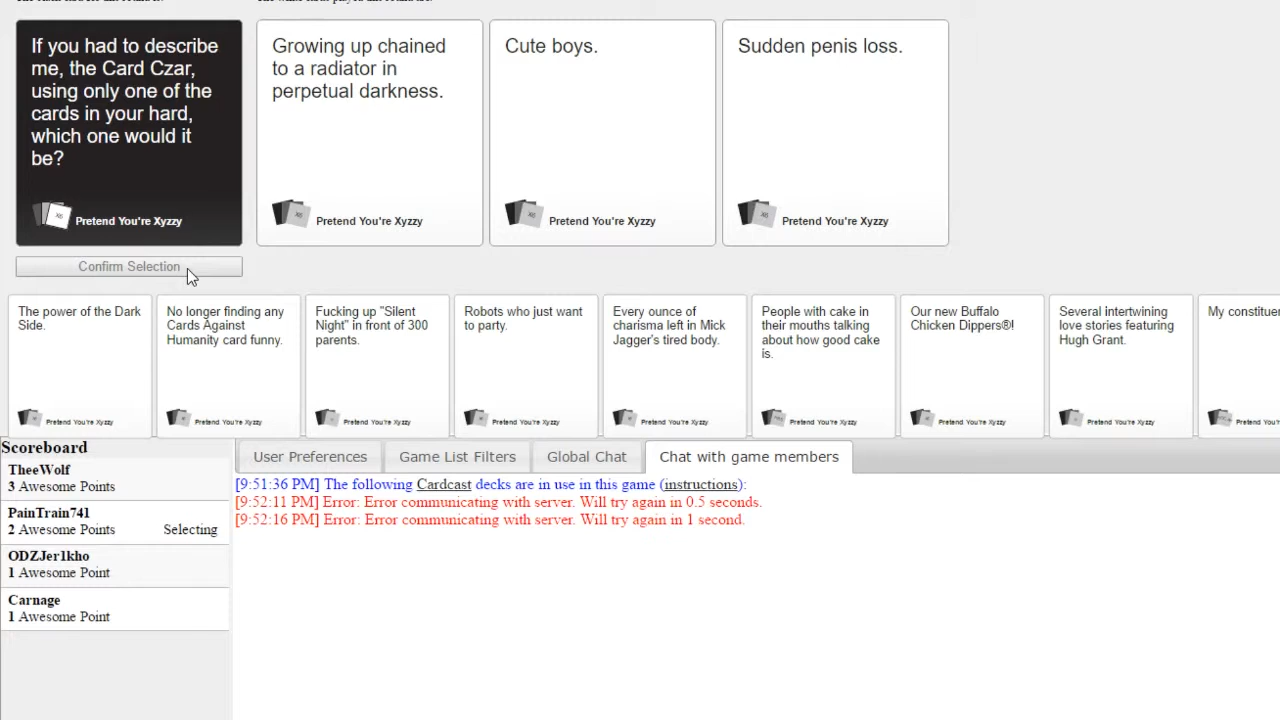 If you had to describe
me, the Card Czar,
using only one of the
cards in your hard,
which one would it
be?
Pretend You're Xyzzy
Growing up chained
to a radiator in
perpetual darkness.
Pretend You're Xyzzy
Cute boys.
Pretend You're Xyzzy
Sudden penis loss.
Pretend You're Xyzzy
Confirm Selection
The power of the Dark
Side.
Pretend You're Xyzzy
No longer finding any
Cards Against
Humanity card funny.
Pretend You're Xyzzy
Fucking up "Silent
Night" in front of 300
parents.
Pretend You're Xyzzy
Robots who just want
to party.
Pretend You're Xyzzy
Every ounce of
charisma left in Mick
Jagger's tired body.
Pretend You're Xyzzy
People with cake in
their mouths talking
about how good cake
is.
Pretend You're Xyzzy
Our new Buffalo
Chicken Dippers®!
Pretend You're Xyzzy
Several intertwining
love stories featuring
Hugh Grant.
Pretend You're Xyzzy
My constituen
Pretend You'r
Scoreboard
TheeWolf
3 Awesome Points
PainTrain741
2 Awesome Points Selecting
ODZJer1kho
1 Awesome Point
Carnage
1 Awesome Point
User Preferences Game List Filters Global Chat Chat with game members
[9:51:36 PM] The following Cardcast decks are in use in this game (instructions):
[9:52:11 PM] Error: Error communicating with server. Will try again in 0.5 seconds.
[9:52:16 PM] Error: Error communicating with server. Will try again in 1 second.